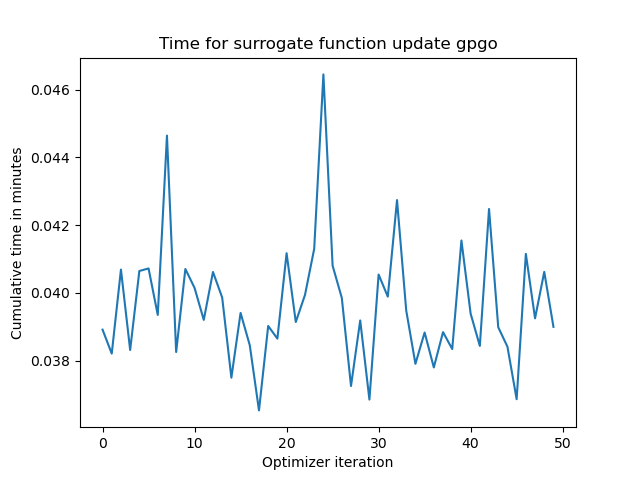 Time for surrogate function update gpgo
Cumulative time in minutes
0.046
0.044
0.042
0.040
0.038
0 10 20 30 40 50
Optimizer iteration